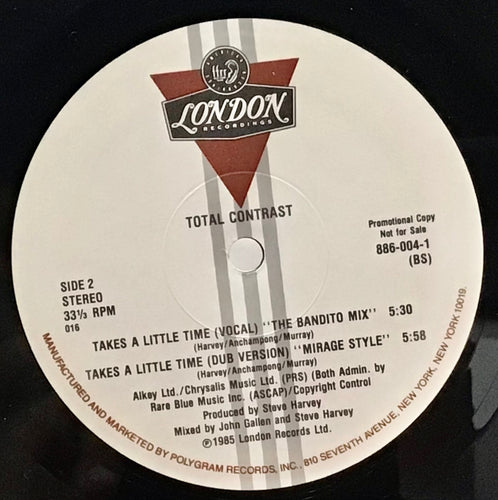 LONDON
RECORDINGS
TOTAL CONTRAST
Promotional Copy
Not for Sale
886-004-1
(BS)
SIDE 2
STEREO
33⅓ RPM
016
TAKES A LITTLE TIME (VOCAL) "THE BANDITO MIX" 5:30
(Harvey/Anchampong/Murray)
TAKES A LITTLE TIME (DUB VERSION) "MIRAGE STYLE" 5:58
(Harvey/Anchampong/Murray)
Alkey Ltd./Chrysalis Music Ltd. (PRS) (Both Admin. by
Rare Blue Music Inc. (ASCAP)/Copyright Control
Produced by Steve Harvey
Mixed by John Gallen and Steve Harvey
℗1985 London Records Ltd.
MANUFACTURED AND MARKETED BY POLYGRAM RECORDS, INC., 810 SEVENTH AVENUE, NEW YORK, NEW YORK 10019.